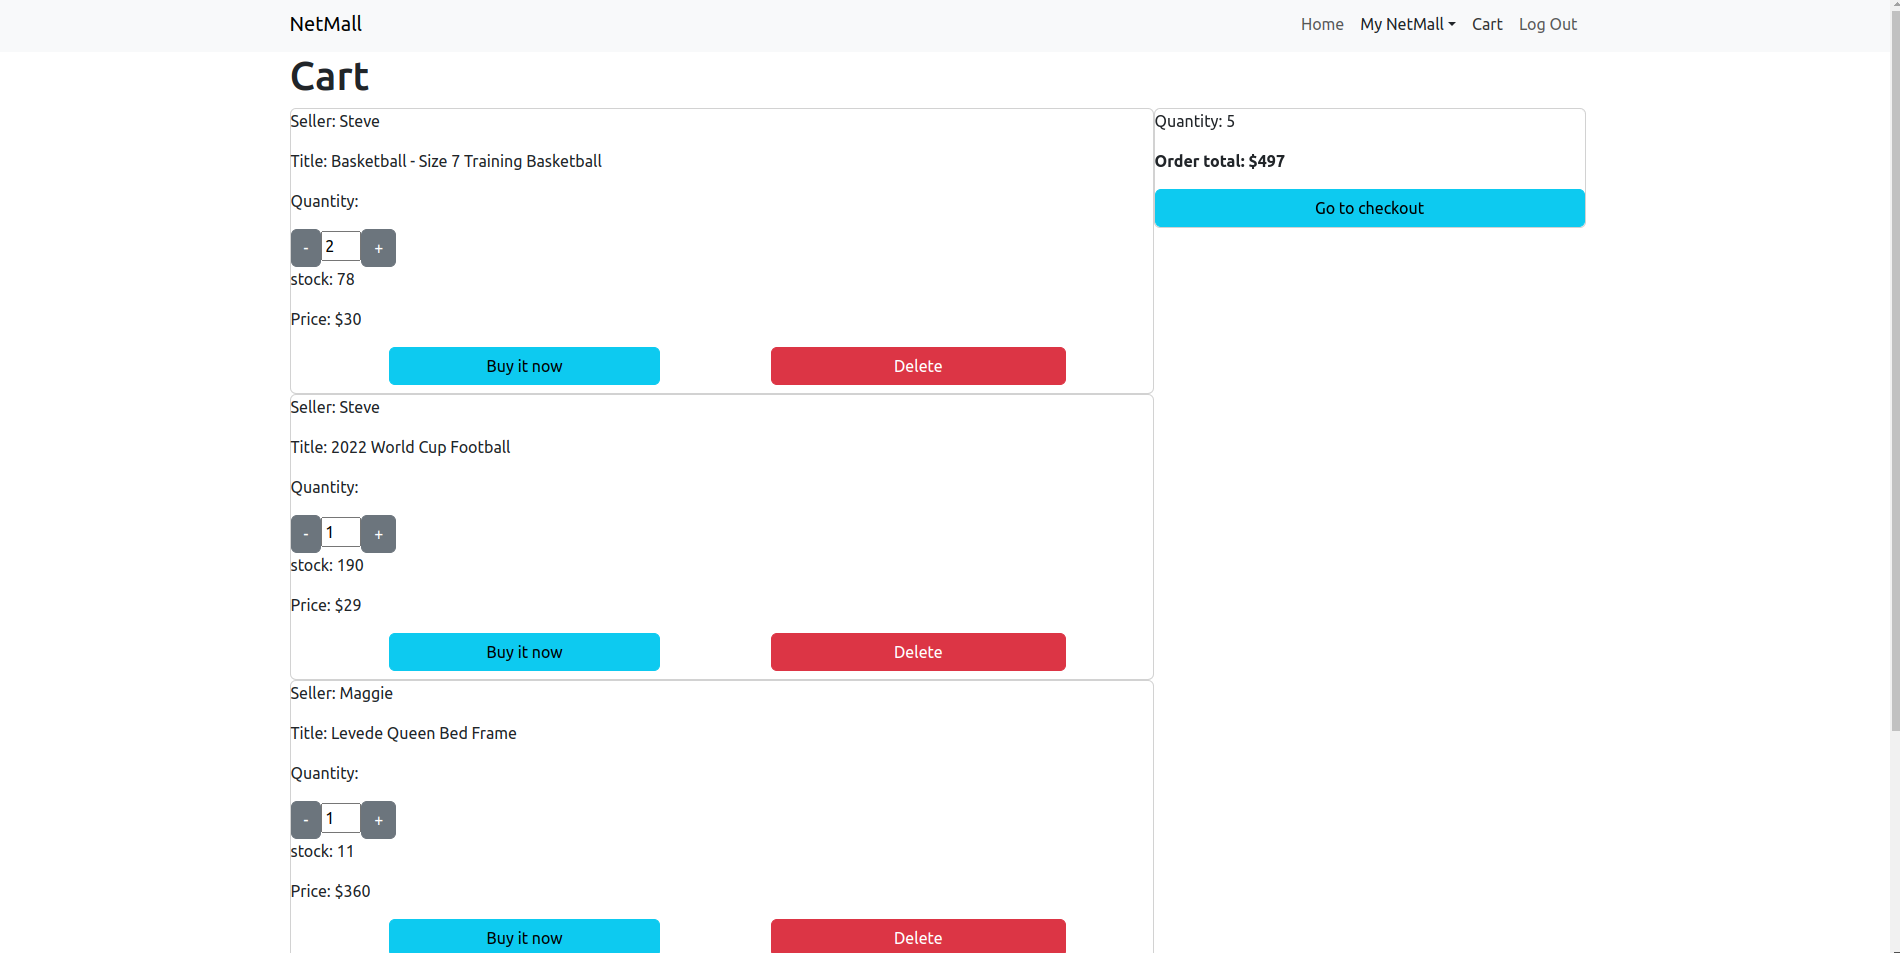 NetMall Home My NetMall Cart Log Out
Cart
Seller: Steve
Title: Basketball - Size 7 Training Basketball
Quantity:
- 2 +
stock: 78
Price: $30
Buy it now Delete
Seller: Steve
Title: 2022 World Cup Football
Quantity:
- 1 +
stock: 190
Price: $29
Buy it now Delete
Seller: Maggie
Title: Levede Queen Bed Frame
Quantity:
- 1 +
stock: 11
Price: $360
Buy it now Delete
Quantity: 5
Order total: $497
Go to checkout